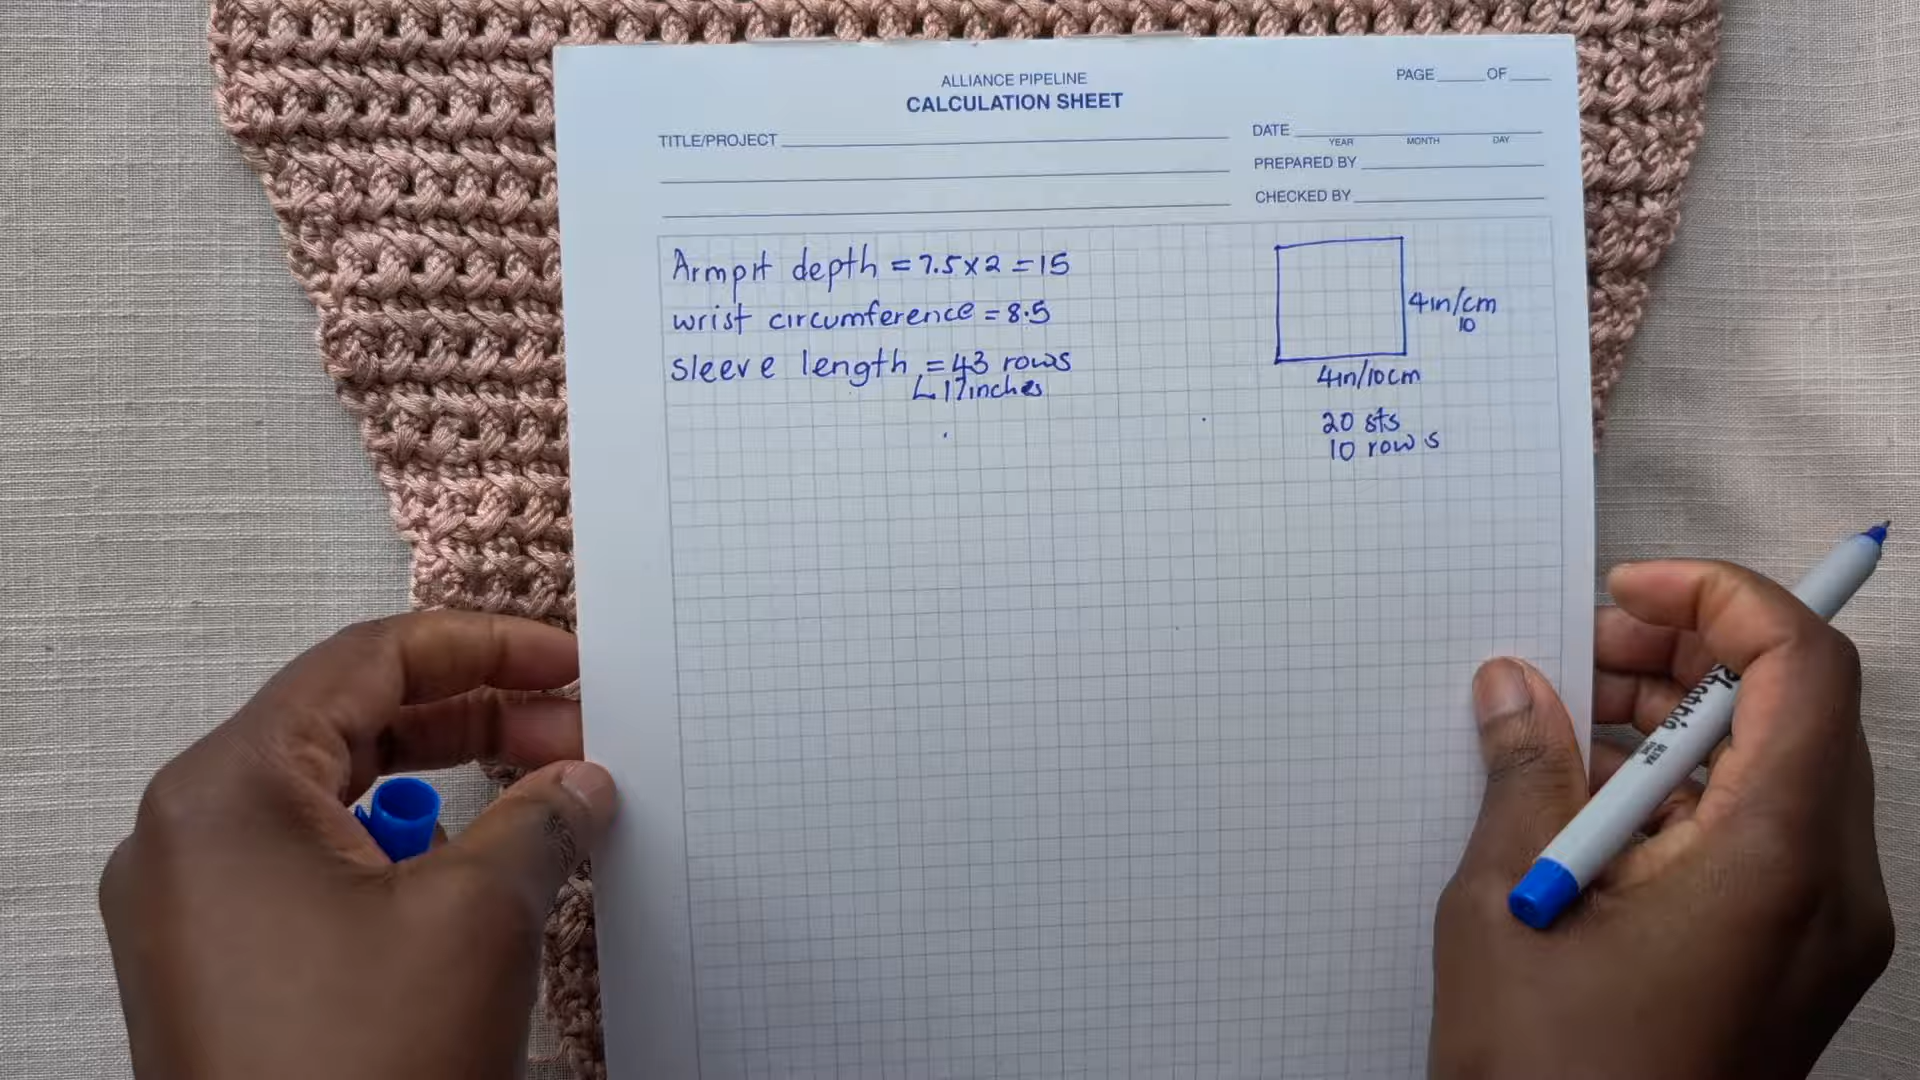 ALLIANCE PIPELINE
CALCULATION SHEET
PAGE OF
TITLE/PROJECT
DATE
YEAR MONTH DAY
PREPARED BY
CHECKED BY
Armpit depth = 7.5 x 2 = 15
wrist circumference = 8.5
sleeve length = 43 rows
↳ 17 inches
4in/cm
10
4in/10cm
20 sts
10 rows
Sharpie
ULTRA